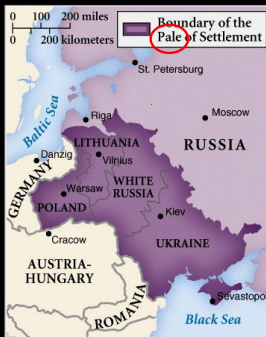 0 100 200 miles
0 100 200 kilometers
Boundary of the
Pale of Settlement
St. Petersburg
Baltic Sea
Riga
Moscow
LITHUANIA
RUSSIA
Danzig
Vilnius
GERMANY
WHITE
RUSSIA
Warsaw
POLAND
Kiev
Cracow
UKRAINE
AUSTRIA-
HUNGARY
Sevastopol
ROMANIA
Black Sea